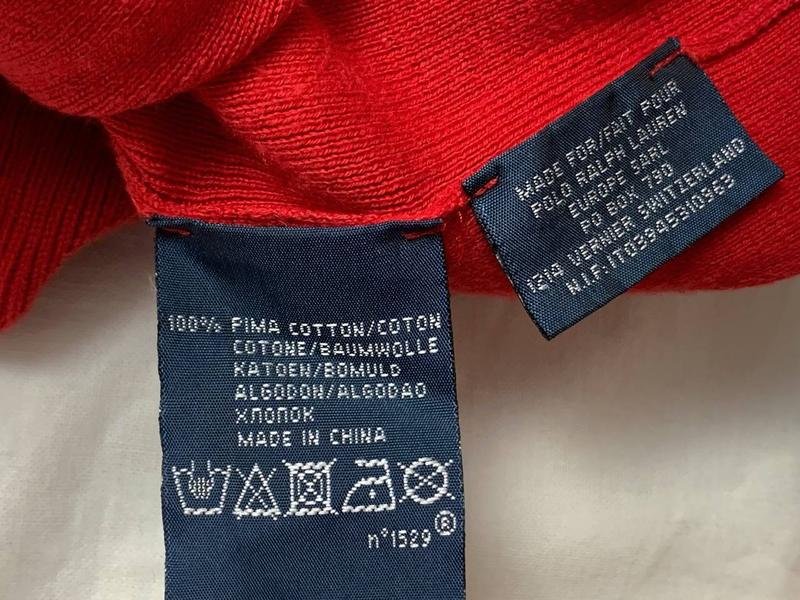 100% PIMA COTTON/COTON
COTONE/BAUMWOLLE
KATOEN/BOMULD
ALGODON/ALGODAO
ХЛОПОК
MADE IN CHINA
n°1529 ®
MADE FOR/FAIT POUR
POLO RALPH LAUREN
EUROPE SARL
PO BOX 790
1214 VERNIER SWITZERLAND
N.I.F.IT03945310963